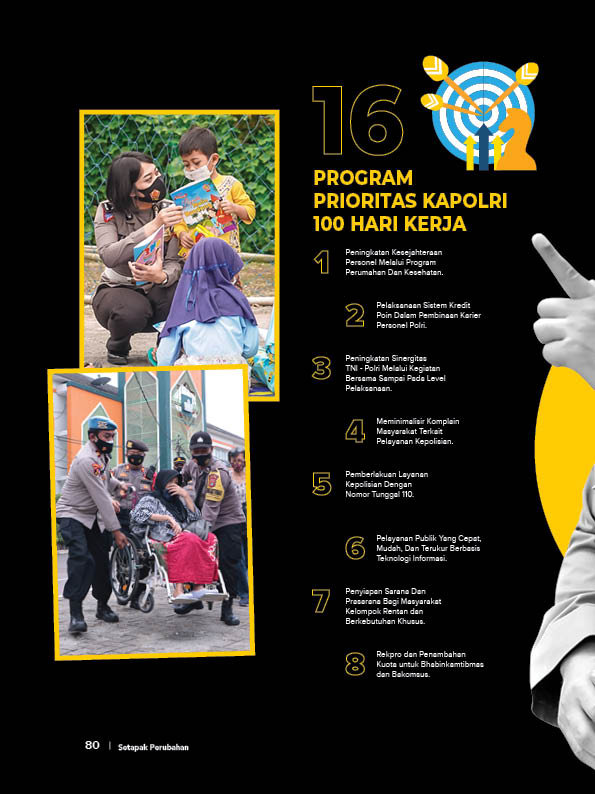 16
PROGRAM
PRIORITAS KAPOLRI
100 HARI KERJA
1
Peningkatan Kesejahteraan
Personel Melalui Program
Perumahan Dan Kesehatan.
2
Pelaksanaan Sistem Kredit
Poin Dalam Pembinaan Karier
Personel Polri.
3
Peningkatan Sinergitas
TNI - Polri Melalui Kegiatan
Bersama Sampai Pada Level
Pelaksanaan.
4
Meminimalisir Komplain
Masyarakat Terkait
Pelayanan Kepolisian.
5
Pemberlakuan Layanan
Kepolisian Dengan
Nomor Tunggal 110.
6
Pelayanan Publik Yang Cepat,
Mudah, Dan Terukur Berbasis
Teknologi Informasi.
7
Penyiapan Sarana Dan
Prasarana Bagi Masyarakat
Kelompok Rentan dan
Berkebutuhan Khusus.
8
Rekpro dan Penambahan
Kuota untuk Bhabinkamtibmas
dan Bakomsus.
80 | Setapak Perubahan